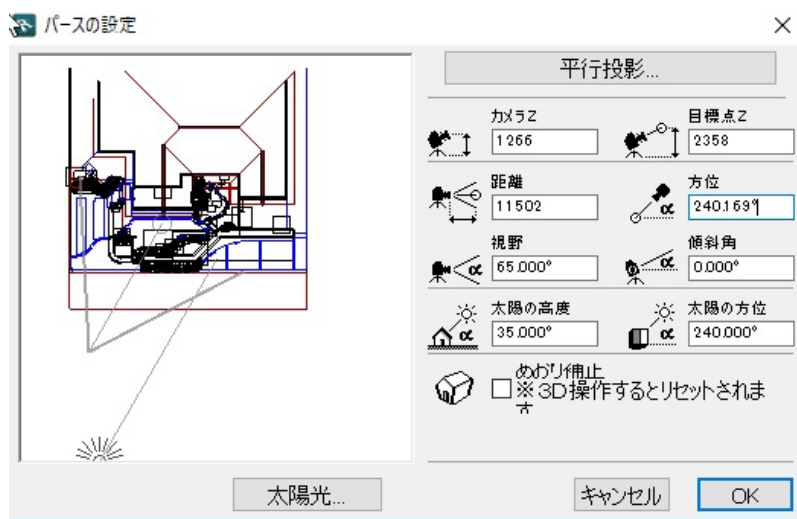 パースの設定
平行投影...
カメラZ
目標点Z
1266
2358
距離
方位
11502
240.169°
視野
傾斜角
65.000°
0.000°
太陽の高度
太陽の方位
35.000°
240.000°
あおり補正
□※3D操作するとリセットされま
す
太陽光...
キャンセル
OK